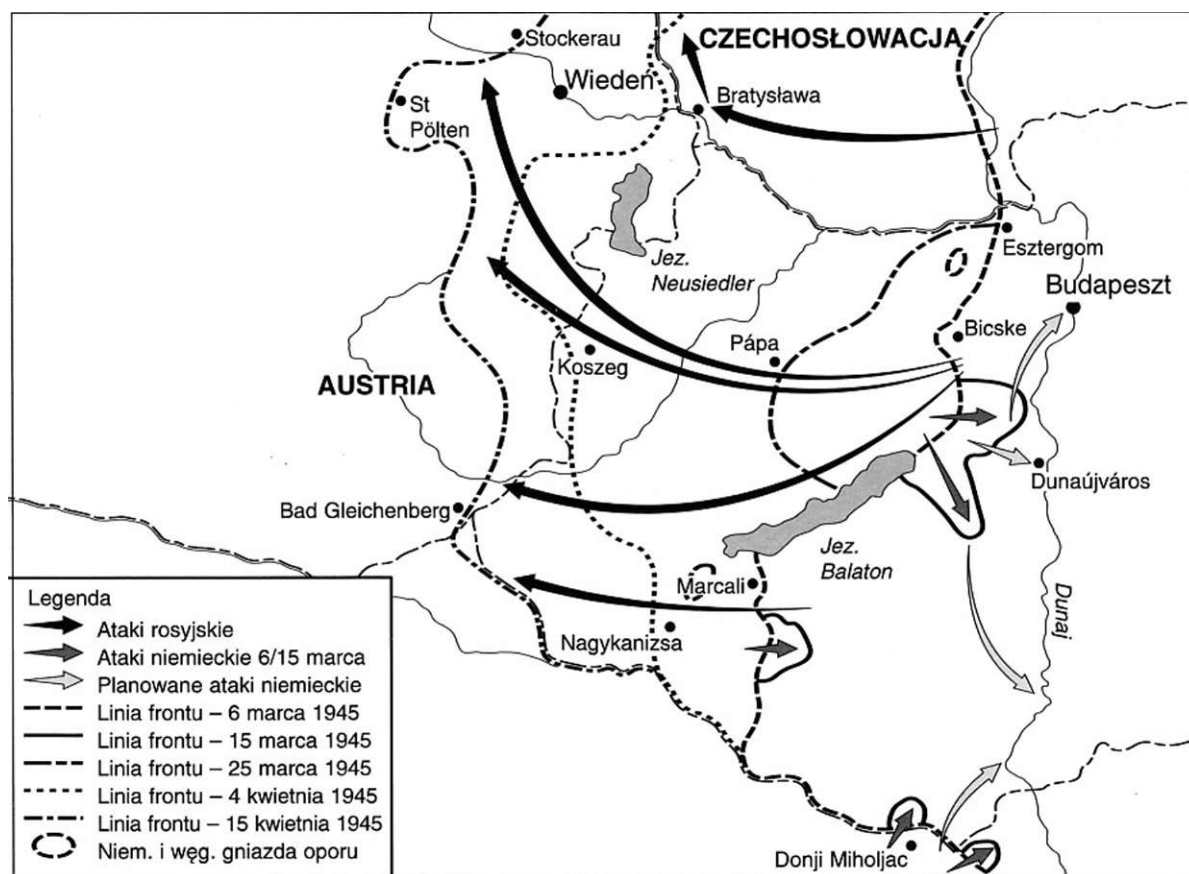 Stockerau
CZECHOSŁOWACJA
Wiedeń
Bratysława
St
Pölten
Esztergom
Jez.
Neusiedler
Budapeszt
Bicske
Pápa
Koszeg
AUSTRIA
Dunaújváros
Bad Gleichenberg
Jez.
Balaton
Marcali
Dunaj
Nagykanizsa
Donji Miholjac
Legenda
Ataki rosyjskie
Ataki niemieckie 6/15 marca
Planowane ataki niemieckie
Linia frontu – 6 marca 1945
Linia frontu – 15 marca 1945
Linia frontu – 25 marca 1945
Linia frontu – 4 kwietnia 1945
Linia frontu – 15 kwietnia 1945
Niem. i węg. gniazda oporu